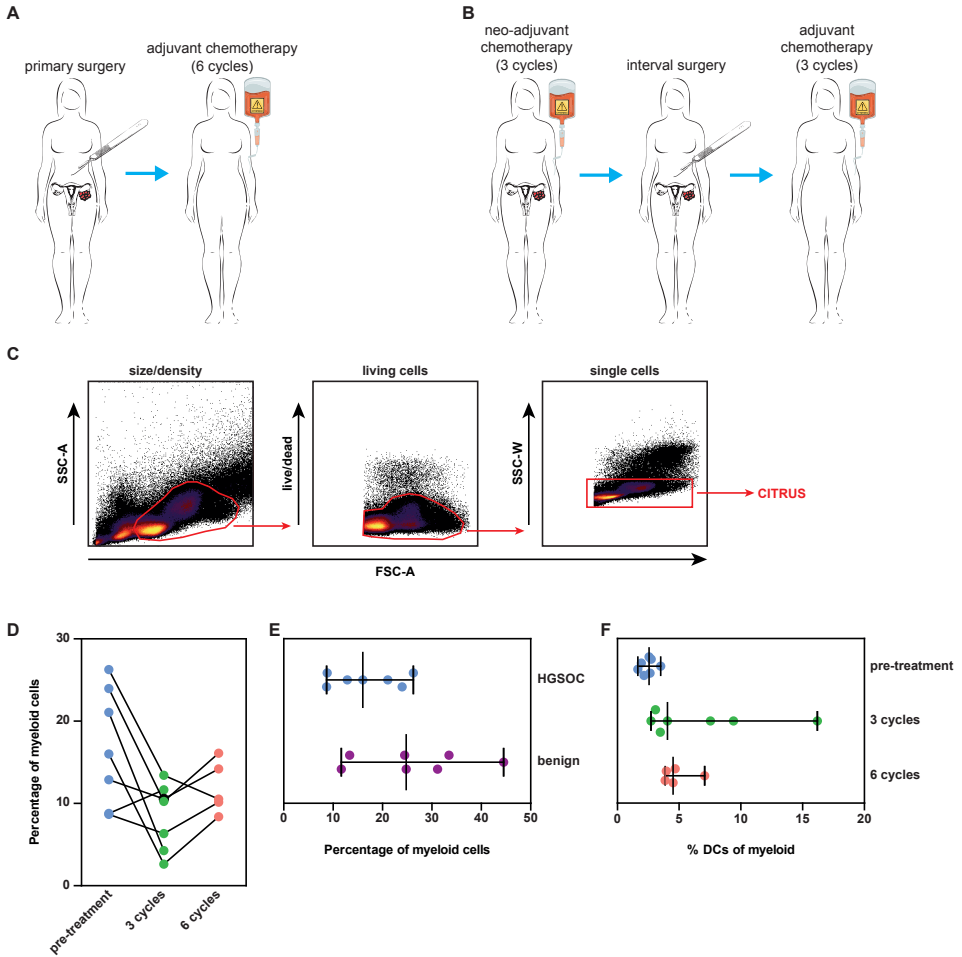 A
primary surgery
adjuvant chemotherapy
(6 cycles)
B
neo-adjuvant
chemotherapy
(3 cycles)
interval surgery
adjuvant
chemotherapy
(3 cycles)
C
size/density
living cells
single cells
SSC-A
live/dead
SSC-W
CITRUS
FSC-A
D
30
20
10
0
Percentage of myeloid cells
pre-treatment
3 cycles
6 cycles
E
HGSOC
benign
0 10 20 30 40 50
Percentage of myeloid cells
F
pre-treatment
3 cycles
6 cycles
0 5 10 15 20
% DCs of myeloid